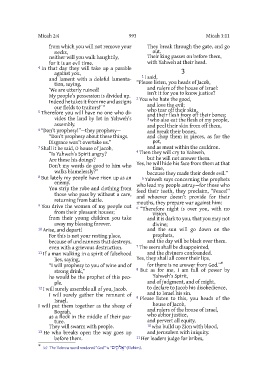 Micah 2:4
993
Micah 3:11
from which you will not remove your
necks,
neither will you walk haughtily,
for it is an evil time.
4 In that day they will take up a parable
against you,
and lament with a doleful lamenta-
tion, saying,
‘We are utterly ruined!
My people’s possession is divided up.
Indeed he takes it from me and assigns
our fields to traitors!’”
5 Therefore you will have no one who di-
vides the land by lot in Yahweh’s
assembly.
6 “Don’t prophesy!”—they prophesy—
“Don’t prophesy about these things.
Disgrace won’t overtake us.”
7 Shall it be said, O house of Jacob,
“Is Yahweh’s Spirit angry?
Are these his doings?
Don’t my words do good to him who
walks blamelessly?”
8 But lately my people have risen up as an
enemy.
You strip the robe and clothing from
those who pass by without a care,
returning from battle.
9 You drive the women of my people out
from their pleasant houses;
from their young children you take
away my blessing forever.
10 Arise, and depart!
For this is not your resting place,
because of uncleanness that destroys,
even with a grievous destruction.
11 If a man walking in a spirit of falsehood
lies, saying,
“I will prophesy to you of wine and of
strong drink,”
he would be the prophet of this peo-
ple.
12 I will surely assemble all of you, Jacob.
I will surely gather the remnant of
Israel.
I will put them together as the sheep of
Bozrah,
as a flock in the middle of their pas-
ture.
They will swarm with people.
13 He who breaks open the way goes up
before them.
They break through the gate, and go
out.
Their king passes on before them,
with Yahweh at their head.
3
1 I said,
“Please listen, you heads of Jacob,
and rulers of the house of Israel:
Isn’t it for you to know justice?
2 You who hate the good,
and love the evil;
who tear off their skin,
and their flesh from off their bones;
3 who also eat the flesh of my people,
and peel their skin from off them,
and break their bones,
and chop them in pieces, as for the
pot,
and as meat within the cauldron.
4 Then they will cry to Yahweh,
but he will not answer them.
Yes, he will hide his face from them at that
time,
because they made their deeds evil.”
5 Yahweh says concerning the prophets
who lead my people astray—for those who
feed their teeth, they proclaim, “Peace!”
and whoever doesn’t provide for their
mouths, they prepare war against him:
6 “Therefore night is over you, with no
vision,
and it is dark to you, that you may not
divine;
and the sun will go down on the
prophets,
and the day will be black over them.
7 The seers shall be disappointed,
and the diviners confounded.
Yes, they shall all cover their lips,
for there is no answer from God.”
8 But as for me, I am full of power by
Yahweh’s Spirit,
and of judgment, and of might,
to declare to Jacob his disobedience,
and to Israel his sin.
9 Please listen to this, you heads of the
house of Jacob,
and rulers of the house of Israel,
who abhor justice,
and pervert all equity,
10 who build up Zion with blood,
and Jerusalem with iniquity.
11 Her leaders judge for bribes,